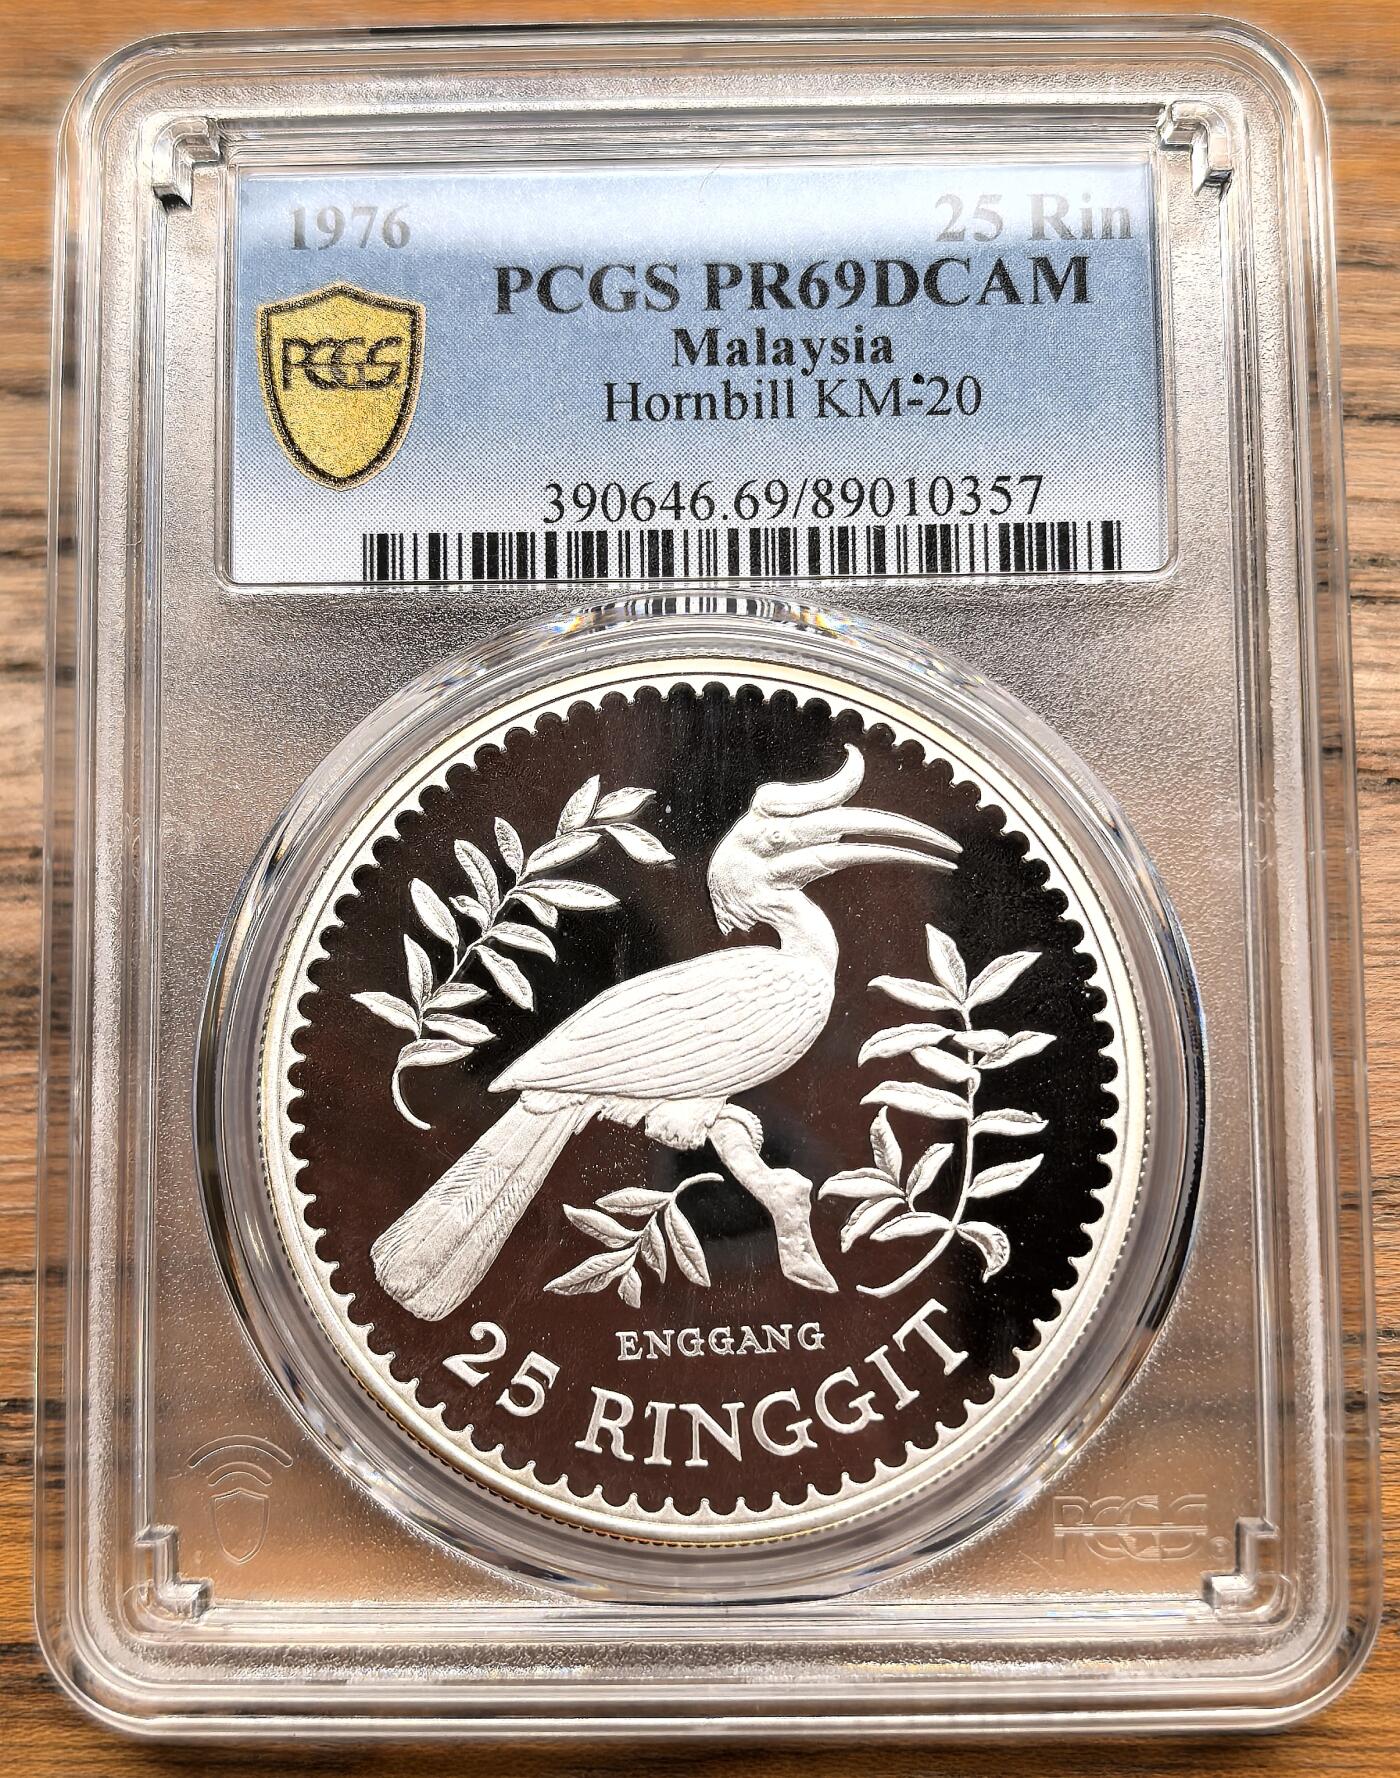 1976 25 Rin
PCGS PR69DCAM
Malaysia
Hornbill KM-20
PCGS
390646.69/89010357
ENGGANG
25 RINGGIT
PCGS